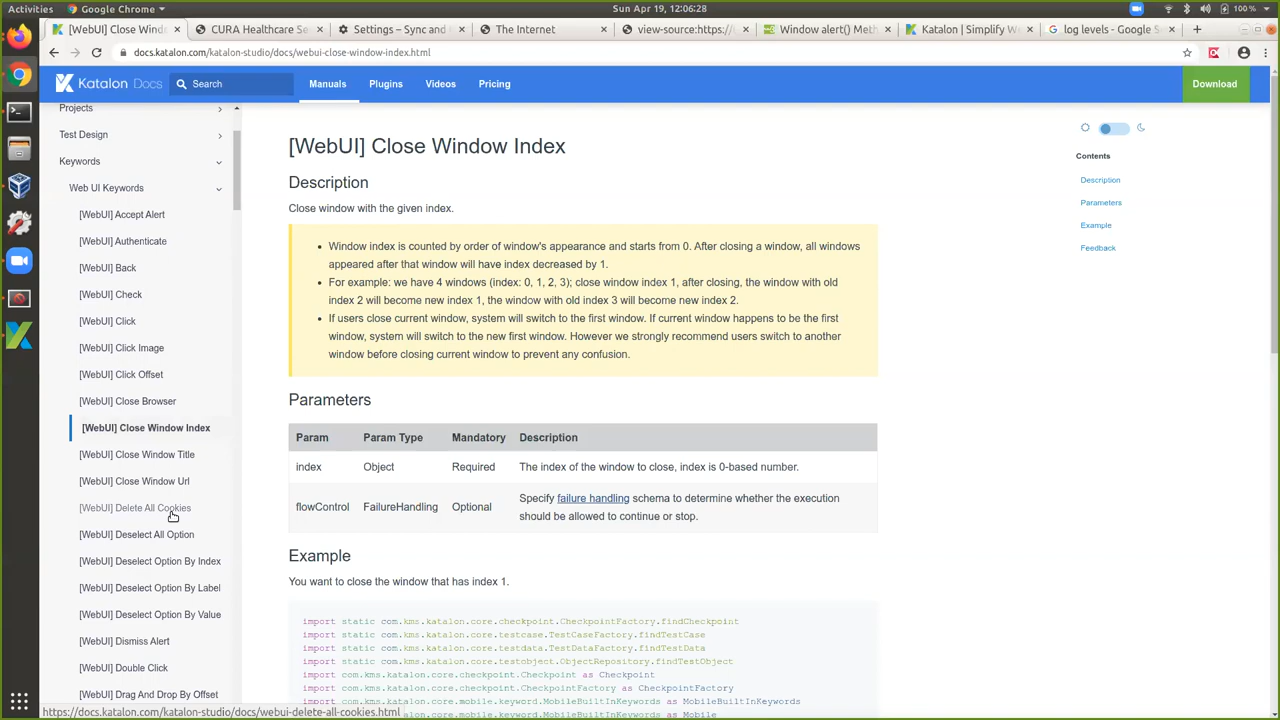 Activities
Google Chrome
Sun Apr 19, 12:06:28
100 %
[WebUI] Close Wind
CURA Healthcare Se
Settings – Sync and
The Internet
view-source:https://
Window alert() Meth
Katalon | Simplify We
log levels - Google S
docs.katalon.com/katalon-studio/docs/webui-close-window-index.html
Katalon Docs
Search
Manuals
Plugins
Videos
Pricing
Download
Projects
Test Design
Keywords
Web UI Keywords
[WebUI] Accept Alert
[WebUI] Authenticate
[WebUI] Back
[WebUI] Check
[WebUI] Click
[WebUI] Click Image
[WebUI] Click Offset
[WebUI] Close Browser
[WebUI] Close Window Index
[WebUI] Close Window Title
[WebUI] Close Window Url
[WebUI] Delete All Cookies
[WebUI] Deselect All Option
[WebUI] Deselect Option By Index
[WebUI] Deselect Option By Label
[WebUI] Deselect Option By Value
[WebUI] Dismiss Alert
[WebUI] Double Click
[WebUI] Drag And Drop By Offset
https://docs.katalon.com/katalon-studio/docs/webui-delete-all-cookies.html
[WebUI] Close Window Index
Description
Close window with the given index.
• Window index is counted by order of window's appearance and starts from 0. After closing a window, all windows
appeared after that window will have index decreased by 1.
• For example: we have 4 windows (index: 0, 1, 2, 3); close window index 1, after closing, the window with old
index 2 will become new index 1, the window with old index 3 will become new index 2.
• If users close current window, system will switch to the first window. If current window happens to be the first
window, system will switch to the new first window. However we strongly recommend users switch to another
window before closing current window to prevent any confusion.
Parameters
Param Param Type Mandatory Description
index Object Required The index of the window to close, index is 0-based number.
flowControl FailureHandling Optional Specify failure handling schema to determine whether the execution
should be allowed to continue or stop.
Example
You want to close the window that has index 1.
import static com.kms.katalon.core.checkpoint.CheckpointFactory.findCheckpoint
import static com.kms.katalon.core.testcase.TestCaseFactory.findTestCase
import static com.kms.katalon.core.testdata.TestDataFactory.findTestData
import static com.kms.katalon.core.testobject.ObjectRepository.findTestObject
import com.kms.katalon.core.checkpoint.Checkpoint as Checkpoint
import com.kms.katalon.core.checkpoint.CheckpointFactory as CheckpointFactory
import com.kms.katalon.core.mobile.keyword.MobileBuiltInKeywords as MobileBuiltInKeywords
import com.kms.katalon.core.mobile.keyword.MobileBuiltInKeywords as Mobile
Contents
Description
Parameters
Example
Feedback